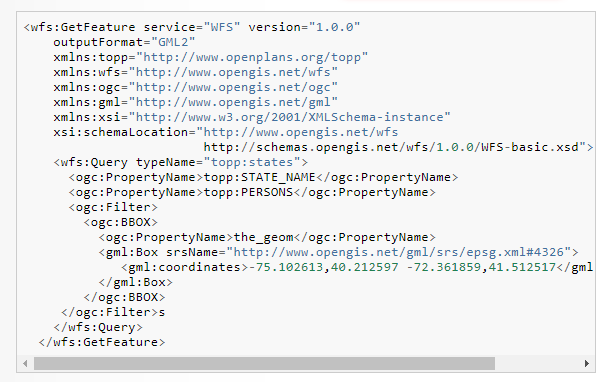 <wfs:GetFeature service="WFS" version="1.0.0"
outputFormat="GML2"
xmlns:topp="http://www.openplans.org/topp"
xmlns:wfs="http://www.opengis.net/wfs"
xmlns:ogc="http://www.opengis.net/ogc"
xmlns:gml="http://www.opengis.net/gml"
xmlns:xsi="http://www.w3.org/2001/XMLSchema-instance"
xsi:schemaLocation="http://www.opengis.net/wfs
http://schemas.opengis.net/wfs/1.0.0/WFS-basic.xsd">
<wfs:Query typeName="topp:states">
<ogc:PropertyName>topp:STATE_NAME</ogc:PropertyName>
<ogc:PropertyName>topp:PERSONS</ogc:PropertyName>
<ogc:Filter>
<ogc:BBOX>
<ogc:PropertyName>the_geom</ogc:PropertyName>
<gml:Box srsName="http://www.opengis.net/gml/srs/epsg.xml#4326">
<gml:coordinates>-75.102613,40.212597 -72.361859,41.512517</gml
</gml:Box>
</ogc:BBOX>
</ogc:Filter>s
</wfs:Query>
</wfs:GetFeature>